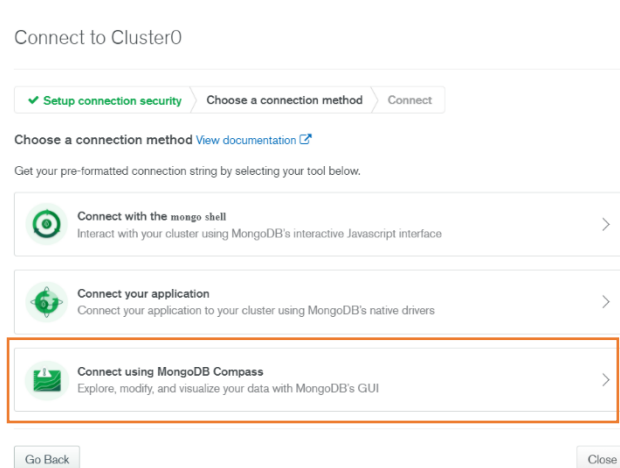 Connect to Cluster0
✔ Setup connection security
Choose a connection method
Connect
Choose a connection method View documentation
Get your pre-formatted connection string by selecting your tool below.
Connect with the mongo shell
Interact with your cluster using MongoDB's interactive Javascript interface
Connect your application
Connect your application to your cluster using MongoDB's native drivers
Connect using MongoDB Compass
Explore, modify, and visualize your data with MongoDB's GUI
Go Back
Close